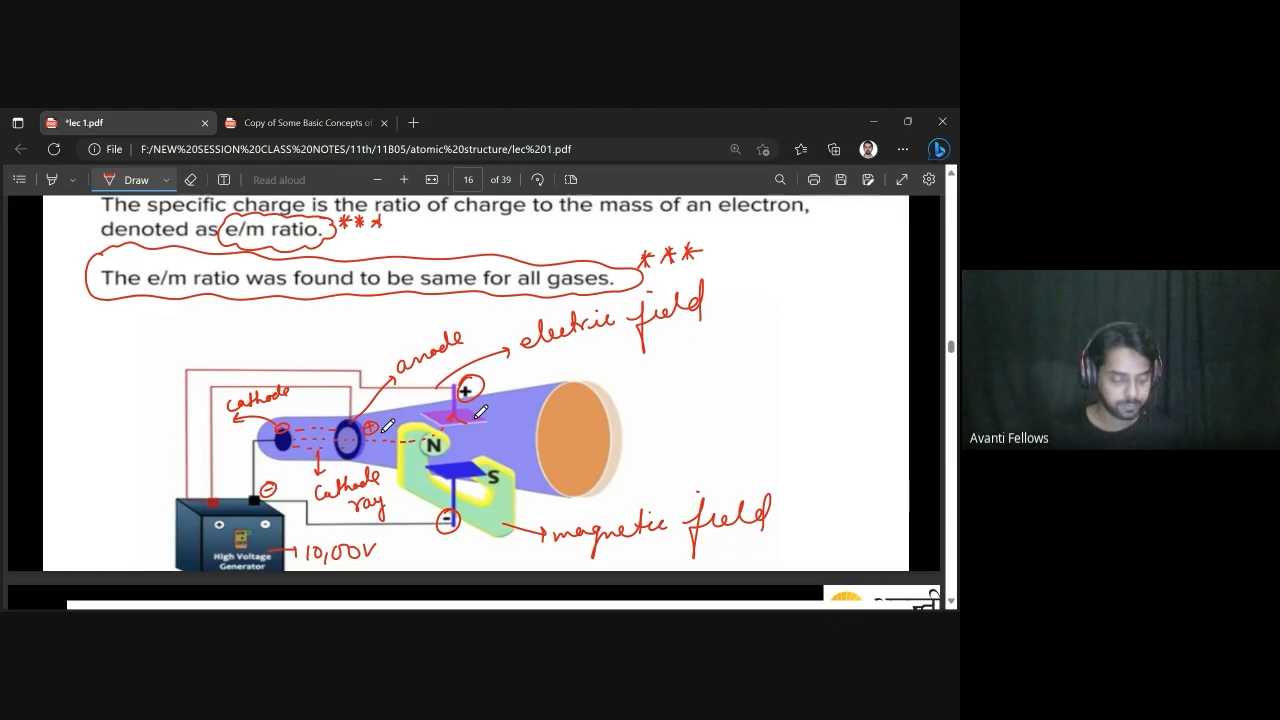 *lec 1.pdf
Copy of Some Basic Concepts of
File
F:/NEW%20SESSION%20CLASS%20NOTES/11th/11B05/atomic%20structure/lec%201.pdf
Draw
Read aloud
16
of 39
The specific charge is the ratio of charge to the mass of an electron,
denoted as e/m ratio. ***
The e/m ratio was found to be same for all gases. ***
electric field
anode
cathode
+
+
N
S
-
cathode
ray
magnetic field
10,000V
+ -
High Voltage
Generator
Avanti Fellows